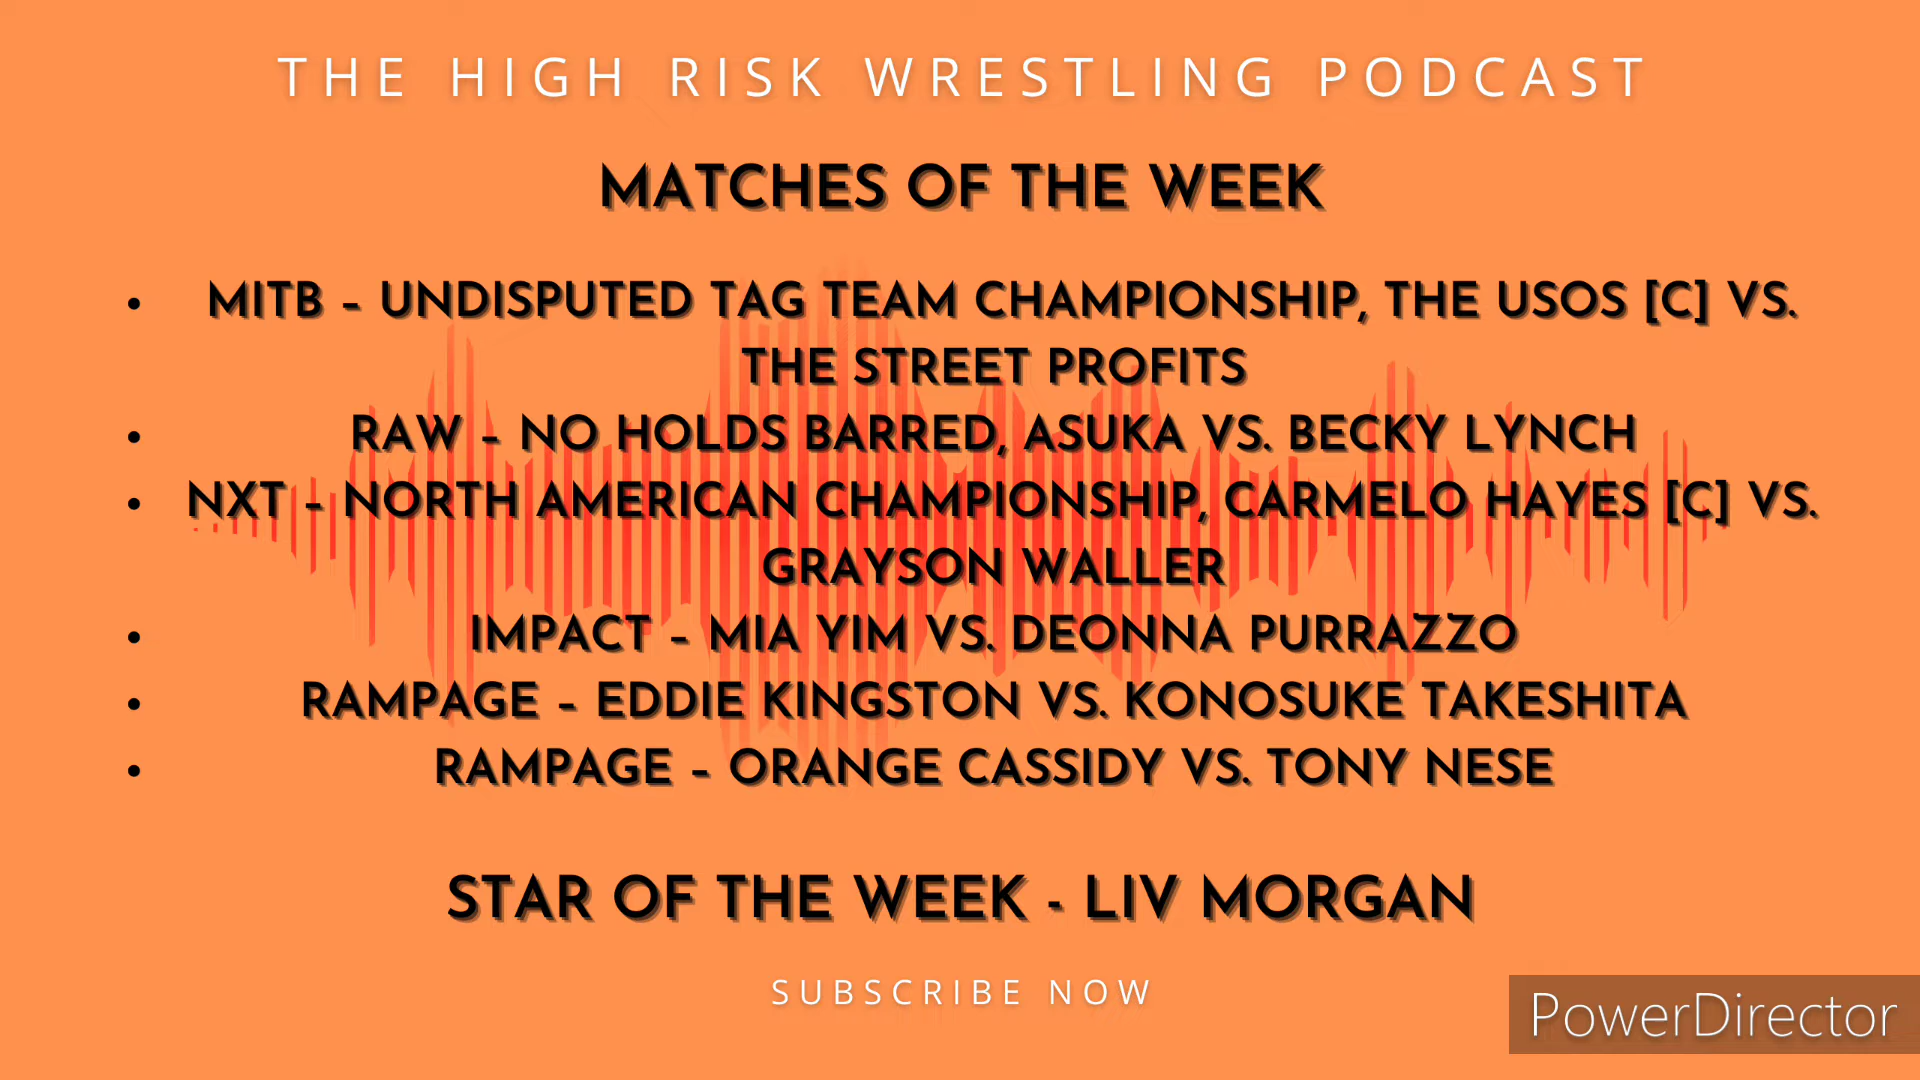 THE HIGH RISK WRESTLING PODCAST
MATCHES OF THE WEEK
• MITB – UNDISPUTED TAG TEAM CHAMPIONSHIP, THE USOS [C] VS.
THE STREET PROFITS
• RAW – NO HOLDS BARRED, ASUKA VS. BECKY LYNCH
• NXT – NORTH AMERICAN CHAMPIONSHIP, CARMELO HAYES [C] VS.
GRAYSON WALLER
• IMPACT – MIA YIM VS. DEONNA PURRAZZO
• RAMPAGE – EDDIE KINGSTON VS. KONOSUKE TAKESHITA
• RAMPAGE – ORANGE CASSIDY VS. TONY NESE
STAR OF THE WEEK - LIV MORGAN
SUBSCRIBE NOW
PowerDirector